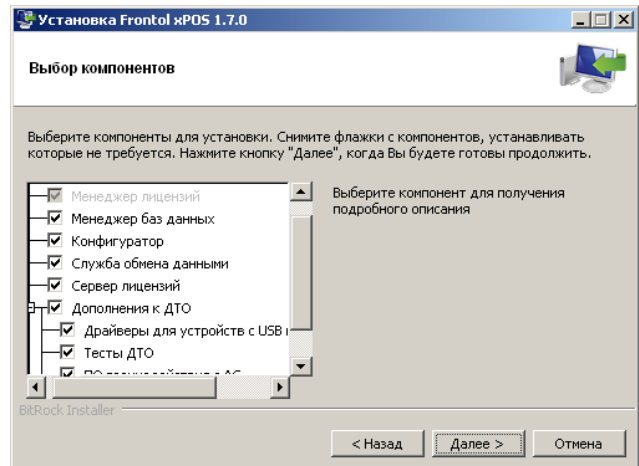 Установка Frontol xPOS 1.7.0
Выбор компонентов
Выберите компоненты для установки. Снимите флажки с компонентов, устанавливать
которые не требуется. Нажмите кнопку "Далее", когда Вы будете готовы продолжить.
Менеджер лицензий
Выберите компонент для получения
подробного описания
Менеджер баз данных
Конфигуратор
Служба обмена данными
Сервер лицензий
Дополнения к ДТО
Драйверы для устройств с USB
Тесты ДТО
ПО
BitRock Installer
< Назад
Далее >
Отмена